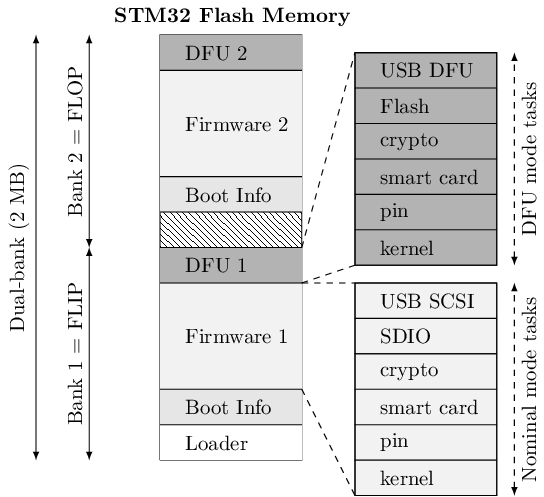 STM32 Flash Memory
Dual-bank (2 MB)
Bank 2 = FLOP
Bank 1 = FLIP
DFU 2
Firmware 2
Boot Info
DFU 1
Firmware 1
Boot Info
Loader
USB DFU
Flash
crypto
smart card
pin
kernel
DFU mode tasks
USB SCSI
SDIO
crypto
smart card
pin
kernel
Nominal mode tasks